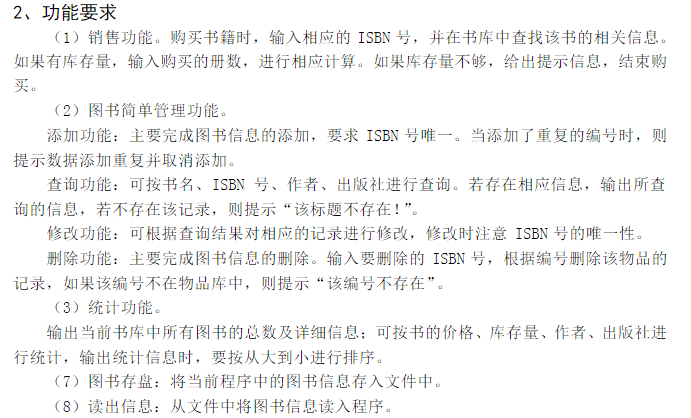 2、功能要求
（1）销售功能。购买书籍时，输入相应的 ISBN 号，并在书库中查找该书的相关信息。
如果有库存量，输入购买的册数，进行相应计算。如果库存量不够，给出提示信息，结束购
买。
（2）图书简单管理功能。
添加功能：主要完成图书信息的添加，要求 ISBN 号唯一。当添加了重复的编号时，则
提示数据添加重复并取消添加。
查询功能：可按书名、ISBN 号、作者、出版社进行查询。若存在相应信息，输出所查
询的信息，若不存在该记录，则提示“该标题不存在！”。
修改功能：可根据查询结果对相应的记录进行修改，修改时注意 ISBN 号的唯一性。
删除功能：主要完成图书信息的删除。输入要删除的 ISBN 号，根据编号删除该物品的
记录，如果该编号不在物品库中，则提示“该编号不存在”。
（3）统计功能。
输出当前书库中所有图书的总数及详细信息；可按书的价格、库存量、作者、出版社进
行统计，输出统计信息时，要按从大到小进行排序。
（7）图书存盘：将当前程序中的图书信息存入文件中。
（8）读出信息：从文件中将图书信息读入程序。